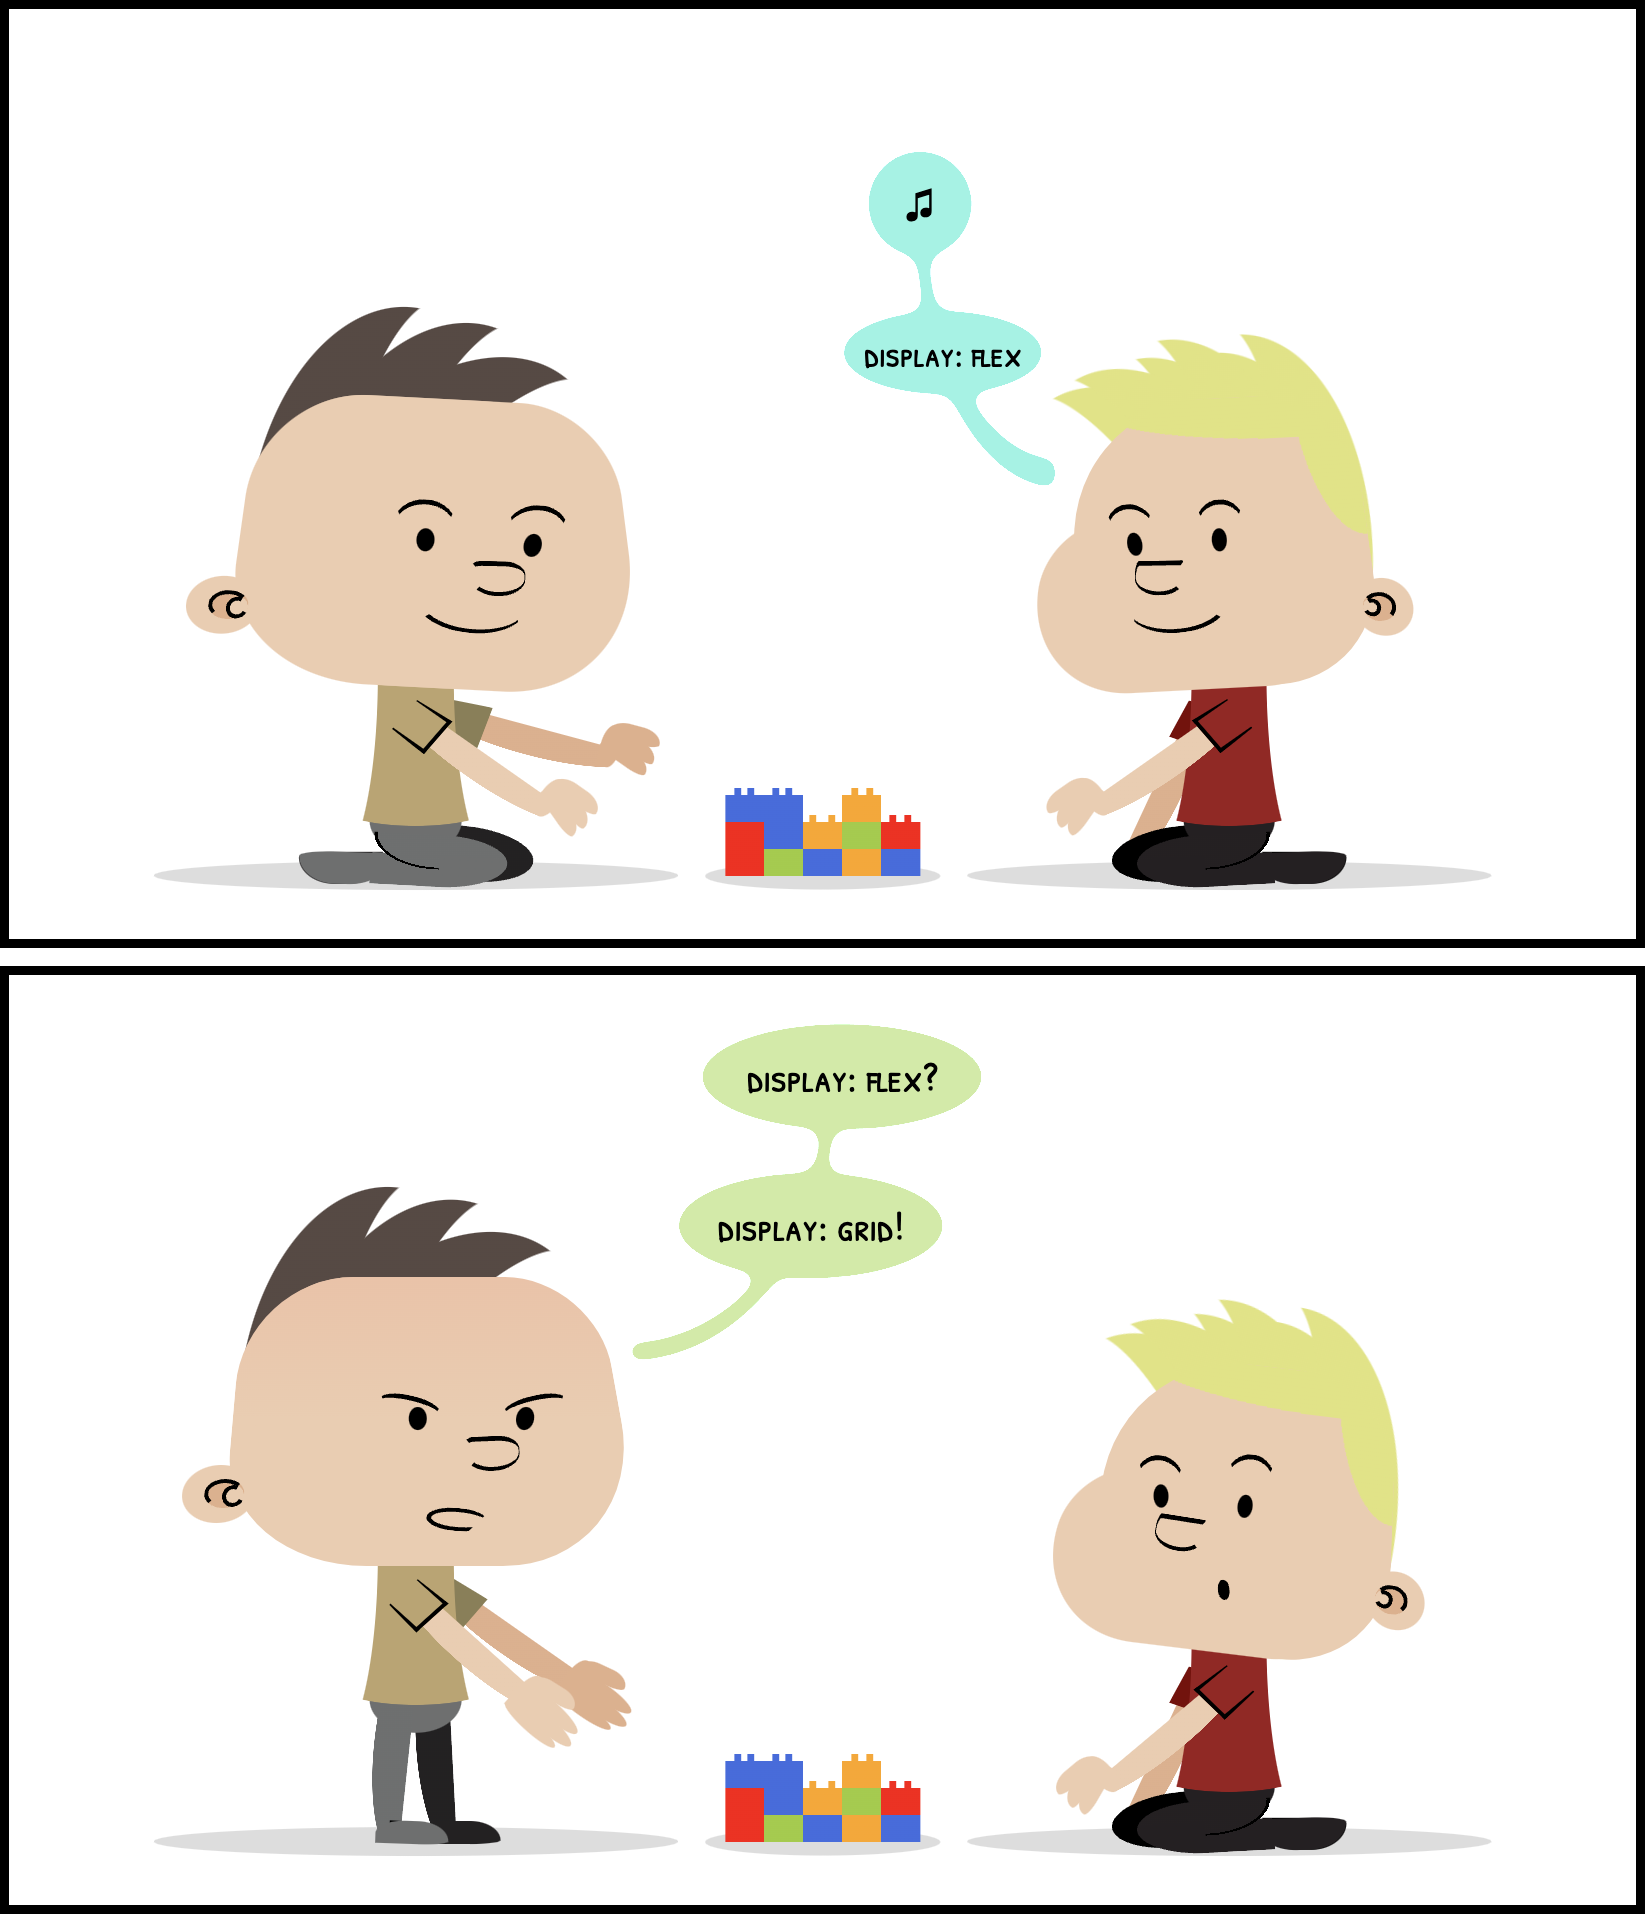 ♫
DISPLAY: FLEX
DISPLAY: FLEX?
DISPLAY: GRID!